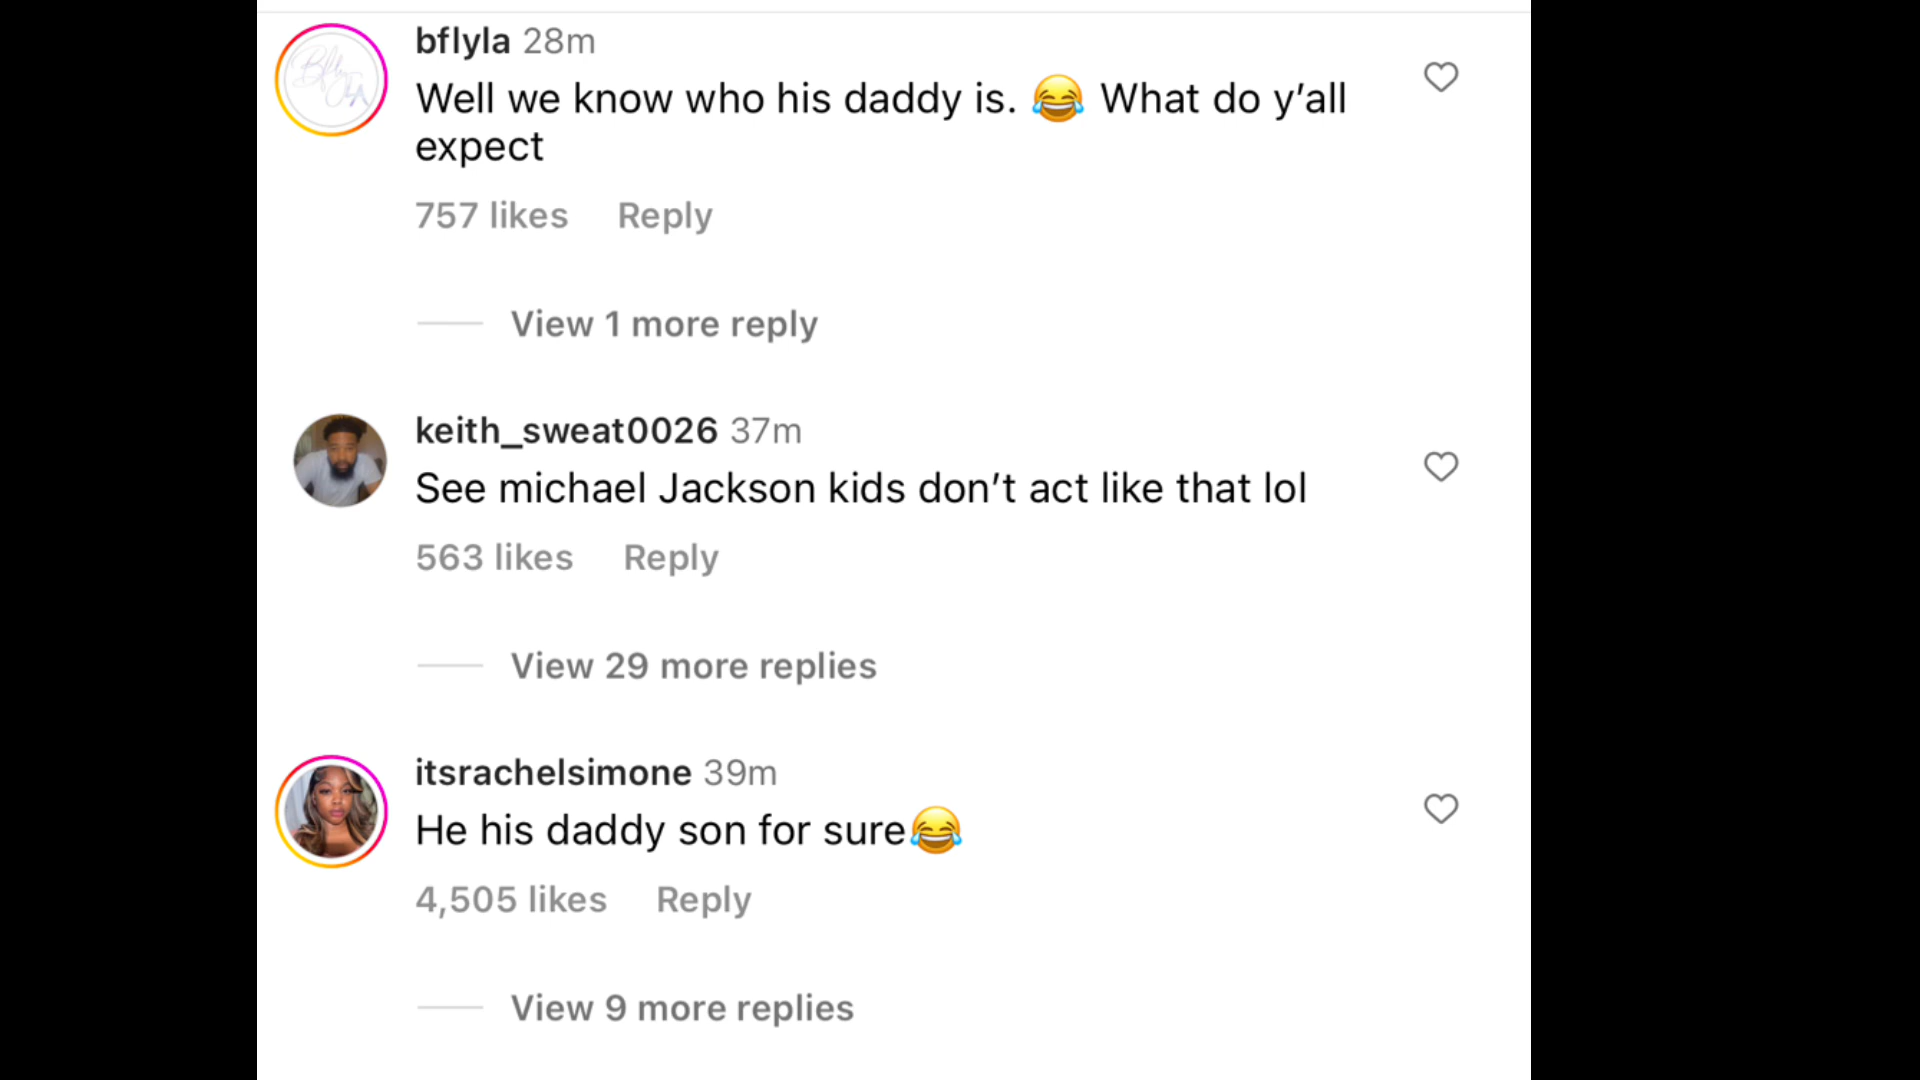 bflyla 28m
Well we know who his daddy is. 😂 What do y’all
expect
757 likes Reply
View 1 more reply
keith_sweat0026 37m
See michael Jackson kids don’t act like that lol
563 likes Reply
View 29 more replies
itsrachelsimone 39m
He his daddy son for sure😂
4,505 likes Reply
View 9 more replies